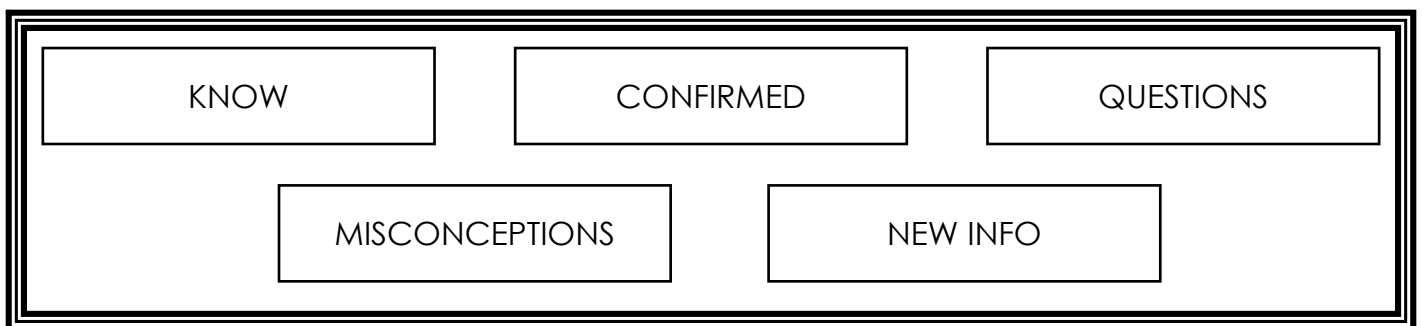 KNOW
CONFIRMED
QUESTIONS
MISCONCEPTIONS
NEW INFO